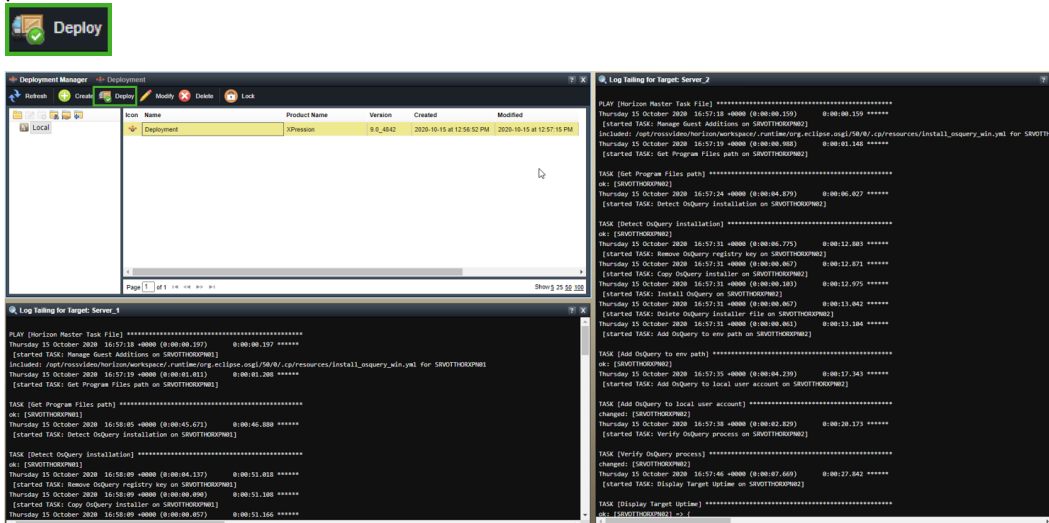 Deploy
Deployment Manager Deployment ? X
Refresh Create Deploy Modify Delete Lock
Local
Icon Name Product Name Version Created Modified
Deployment XPression 9.0_4842 2020-10-15 at 12:56:52 PM 2020-10-15 at 12:57:15 PM
Page 1 of 1 Show 5 25 50 100
Log Tailing for Target: Server_1 ? X
PLAY [Horizon Master Task File] **********************************************
Thursday 15 October 2020 16:57:18 +0000 (0:00:00.197) 0:00:00.197 ******
[started TASK: Manage Guest Additions on SRVOTTHORXPN01]
included: /opt/rossvideo/horizon/workspace/.runtime/org.eclipse.osgi/50/0/.cp/resources/install_osquery_win.yml for SRVOTTHORXPN01
Thursday 15 October 2020 16:57:19 +0000 (0:00:01.011) 0:00:01.208 ******
[started TASK: Get Program Files path on SRVOTTHORXPN01]
TASK [Get Program Files path] **********************************************
ok: [SRVOTTHORXPN01]
Thursday 15 October 2020 16:58:05 +0000 (0:00:45.671) 0:00:46.880 ******
[started TASK: Detect OsQuery installation on SRVOTTHORXPN01]
TASK [Detect OsQuery installation] ******************************************
ok: [SRVOTTHORXPN01]
Thursday 15 October 2020 16:58:09 +0000 (0:00:04.137) 0:00:51.018 ******
[started TASK: Remove OsQuery registry key on SRVOTTHORXPN01]
Thursday 15 October 2020 16:58:09 +0000 (0:00:00.090) 0:00:51.108 ******
[started TASK: Copy OsQuery installer on SRVOTTHORXPN01]
Thursday 15 October 2020 16:58:09 +0000 (0:00:00.057) 0:00:51.166 ******
Log Tailing for Target: Server_2 ?
PLAY [Horizon Master Task File] **********************************************
Thursday 15 October 2020 16:57:18 +0000 (0:00:00.159) 0:00:00.159 ******
[started TASK: Manage Guest Additions on SRVOTTHORXPN02]
included: /opt/rossvideo/horizon/workspace/.runtime/org.eclipse.osgi/50/0/.cp/resources/install_osquery_win.yml for SRVOTTH
Thursday 15 October 2020 16:57:19 +0000 (0:00:00.988) 0:00:01.148 ******
[started TASK: Get Program Files path on SRVOTTHORXPN02]
TASK [Get Program Files path] **********************************************
ok: [SRVOTTHORXPN02]
Thursday 15 October 2020 16:57:24 +0000 (0:00:04.879) 0:00:06.027 ******
[started TASK: Detect OsQuery installation on SRVOTTHORXPN02]
TASK [Detect OsQuery installation] ******************************************
ok: [SRVOTTHORXPN02]
Thursday 15 October 2020 16:57:31 +0000 (0:00:06.775) 0:00:12.803 ******
[started TASK: Remove OsQuery registry key on SRVOTTHORXPN02]
Thursday 15 October 2020 16:57:31 +0000 (0:00:00.067) 0:00:12.871 ******
[started TASK: Copy OsQuery installer on SRVOTTHORXPN02]
Thursday 15 October 2020 16:57:31 +0000 (0:00:00.103) 0:00:12.975 ******
[started TASK: Install OsQuery on SRVOTTHORXPN02]
Thursday 15 October 2020 16:57:31 +0000 (0:00:00.067) 0:00:13.042 ******
[started TASK: Delete OsQuery installer file on SRVOTTHORXPN02]
Thursday 15 October 2020 16:57:31 +0000 (0:00:00.061) 0:00:13.104 ******
[started TASK: Add OsQuery to env path on SRVOTTHORXPN02]
TASK [Add OsQuery to env path] **********************************************
ok: [SRVOTTHORXPN02]
Thursday 15 October 2020 16:57:35 +0000 (0:00:04.239) 0:00:17.343 ******
[started TASK: Add OsQuery to local user account on SRVOTTHORXPN02]
TASK [Add OsQuery to local user account] *************************************
changed: [SRVOTTHORXPN02]
Thursday 15 October 2020 16:57:38 +0000 (0:00:02.829) 0:00:20.173 ******
[started TASK: Verify OsQuery process on SRVOTTHORXPN02]
TASK [Verify OsQuery process] **********************************************
changed: [SRVOTTHORXPN02]
Thursday 15 October 2020 16:57:46 +0000 (0:00:07.669) 0:00:27.842 ******
[started TASK: Display Target Uptime on SRVOTTHORXPN02]
TASK [Display Target Uptime] **********************************************
ok: [SRVOTTHORXPN02] => {